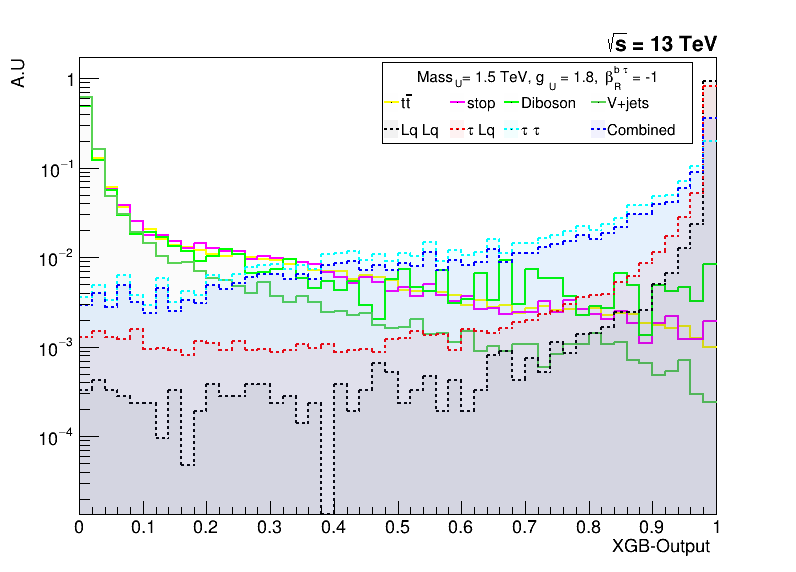 √s = 13 TeV
A.U
Mass_U = 1.5 TeV, g_U = 1.8, β_R^{b τ} = -1
tt̄ stop Diboson V+jets
Lq Lq τ Lq τ τ Combined
1
10⁻¹
10⁻²
10⁻³
10⁻⁴
0 0.1 0.2 0.3 0.4 0.5 0.6 0.7 0.8 0.9 1
XGB-Output